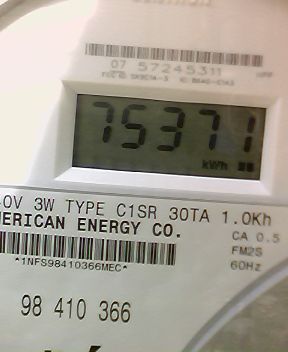 07 57245311
75371
kWh
0V 3W TYPE C1SR 30TA 1.0Kh
MERICAN ENERGY CO.
CA 0.5
FM2S
60Hz
*1NFS98410366MEC*
98 410 366